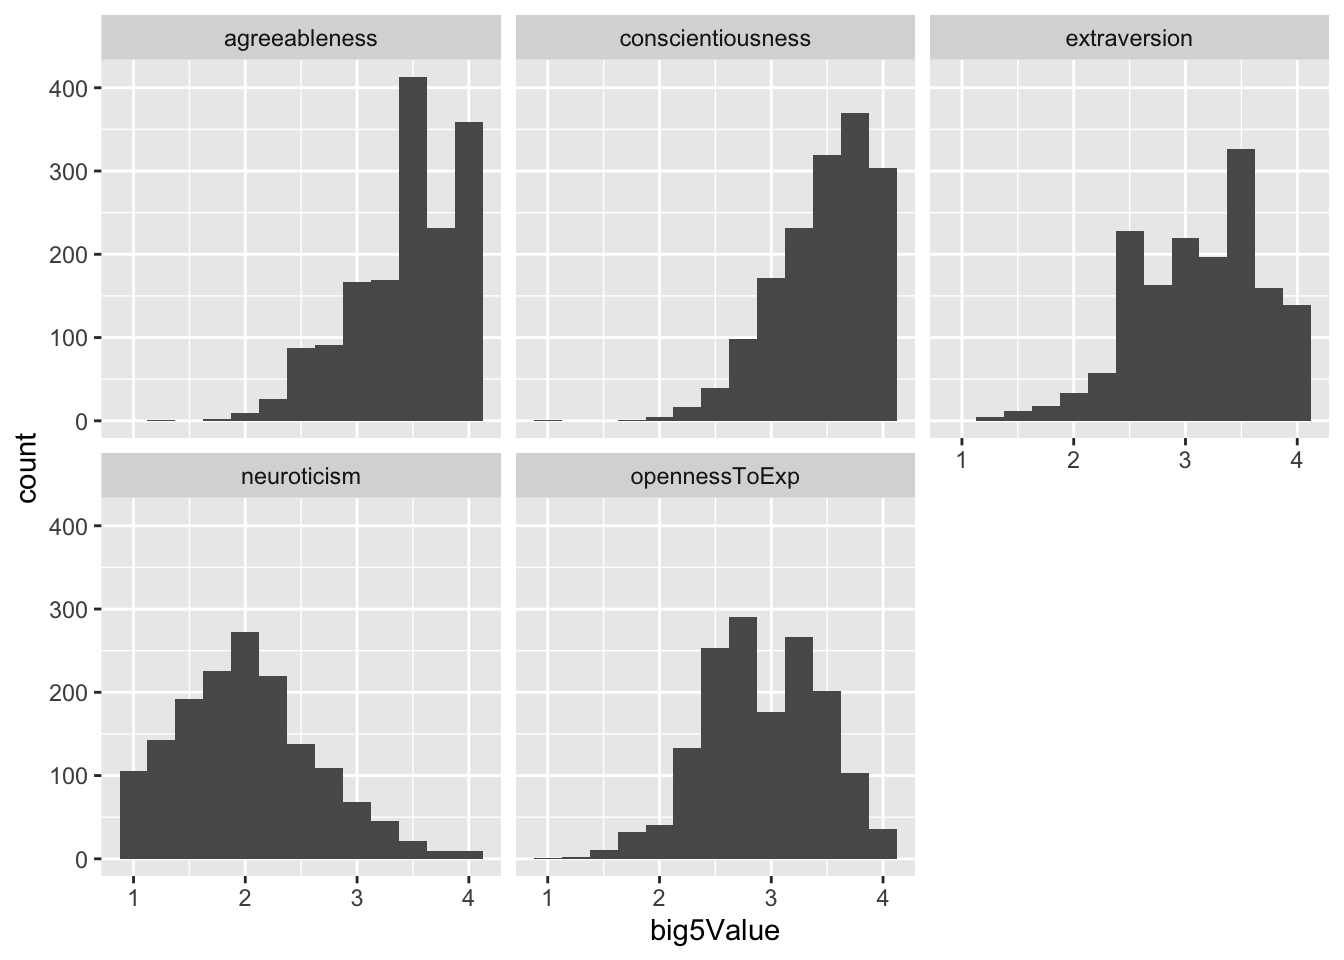 agreeableness
conscientiousness
extraversion
400
300
200
100
0
1 2 3 4
count
neuroticism
opennessToExp
400
300
200
100
0
1 2 3 4
1 2 3 4
big5Value